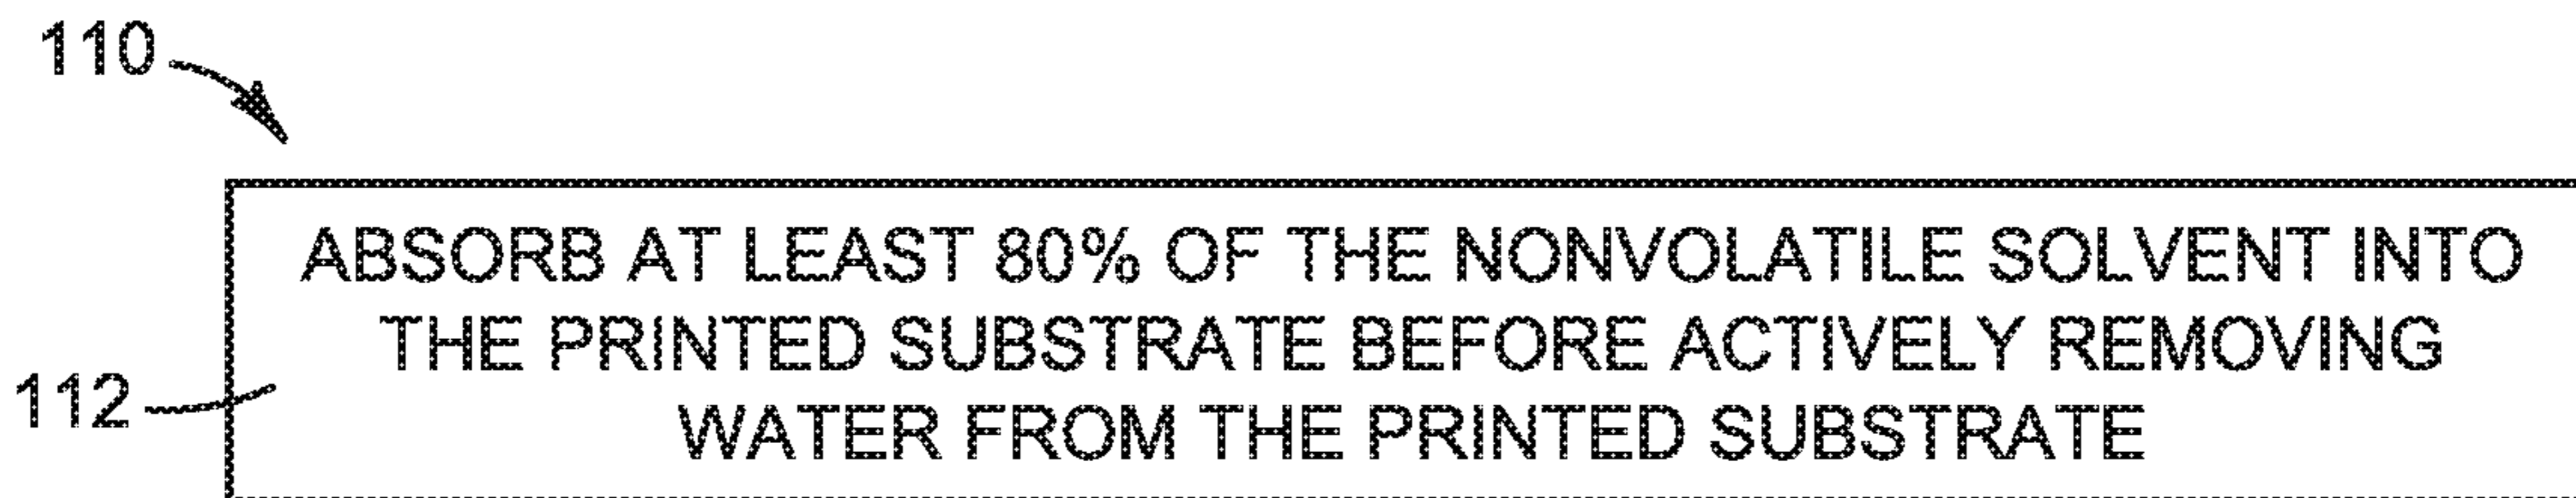 110
ABSORB AT LEAST 80% OF THE NONVOLATILE SOLVENT INTO
THE PRINTED SUBSTRATE BEFORE ACTIVELY REMOVING
112
WATER FROM THE PRINTED SUBSTRATE